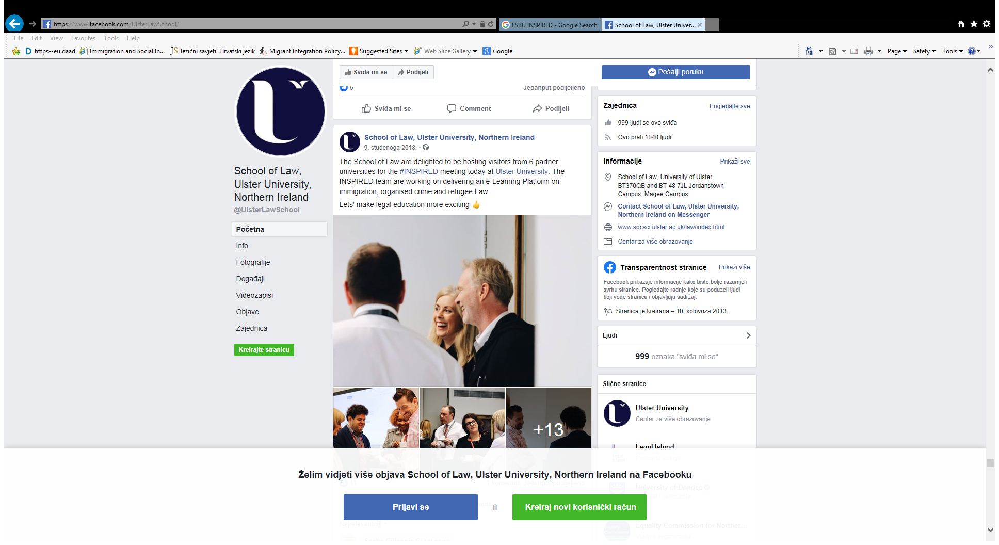 https://www.facebook.com/UlsterLawSchool/
LSBU INSPIRED - Google Search
School of Law, Ulster Univer...
File Edit View Favorites Tools Help
https--eu.daad Immigration and Social In... JS Jezični savjeti Hrvatski jezik Migrant Integration Policy... Suggested Sites Web Slice Gallery Google
Page Safety Tools
Sviđa mi se Podijeli
Pošalji poruku
6 Jedanput podijeljeno
Sviđa mi se Comment Podijeli
School of Law,
Ulster University,
Northern Ireland
@UlsterLawSchool
Početna
Info
Fotografije
Događaji
Videozapisi
Objave
Zajednica
Kreirajte stranicu
School of Law, Ulster University, Northern Ireland
9. studenoga 2018. ·
The School of Law are delighted to be hosting visitors from 6 partner
universities for the #INSPIRED meeting today at Ulster University. The
INSPIRED team are working on delivering an e-Learning Platform on
immigration, organised crime and refugee Law.
Lets' make legal education more exciting 👍
+13
Zajednica Pogledajte sve
999 ljudi se ovo sviđa
Ovo prati 1040 ljudi
Informacije Prikaži sve
School of Law, University of Ulster
BT370QB and BT 48 7JL Jordanstown
Campus; Magee Campus
Contact School of Law, Ulster University,
Northern Ireland on Messenger
www.socsci.ulster.ac.uk/law/index.html
Centar za više obrazovanje
Transparentnost stranice Prikaži više
Facebook prikazuje informacije kako biste bolje razumjeli
svrhu stranice. Pogledajte radnje koje su poduzeli ljudi
koji vode stranicu i objavljuju sadržaj.
Stranica je kreirana – 10. kolovoza 2013.
Ljudi
999 oznaka "sviđa mi se"
Slične stranice
Ulster University
Centar za više obrazovanje
Legal Island
University of Dundee
Equality Commission for Norther...
Želim vidjeti više objava School of Law, Ulster University, Northern Ireland na Facebooku
Prijavi se ili Kreiraj novi korisnički račun